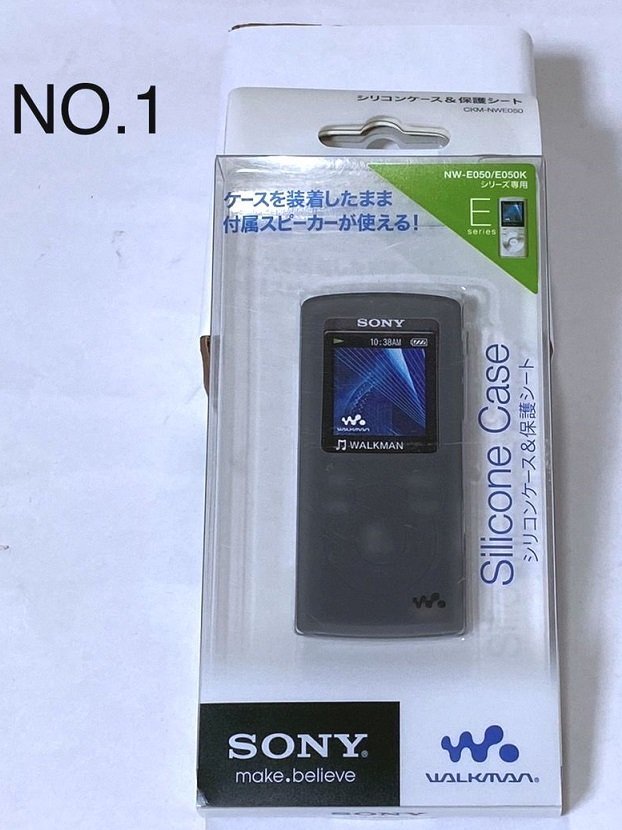 NO.1
シリコンケース&保護シート
CKM-NWE050
NW-E050/E050K
シリーズ専用
E
series
ケースを装着したまま
付属スピーカーが使える!
SONY
10:38AM
WALKMAN
WALKMAN
Silicone Case
シリコンケース&保護シート
SONY®
make.believe
WALKMAN®
SONY